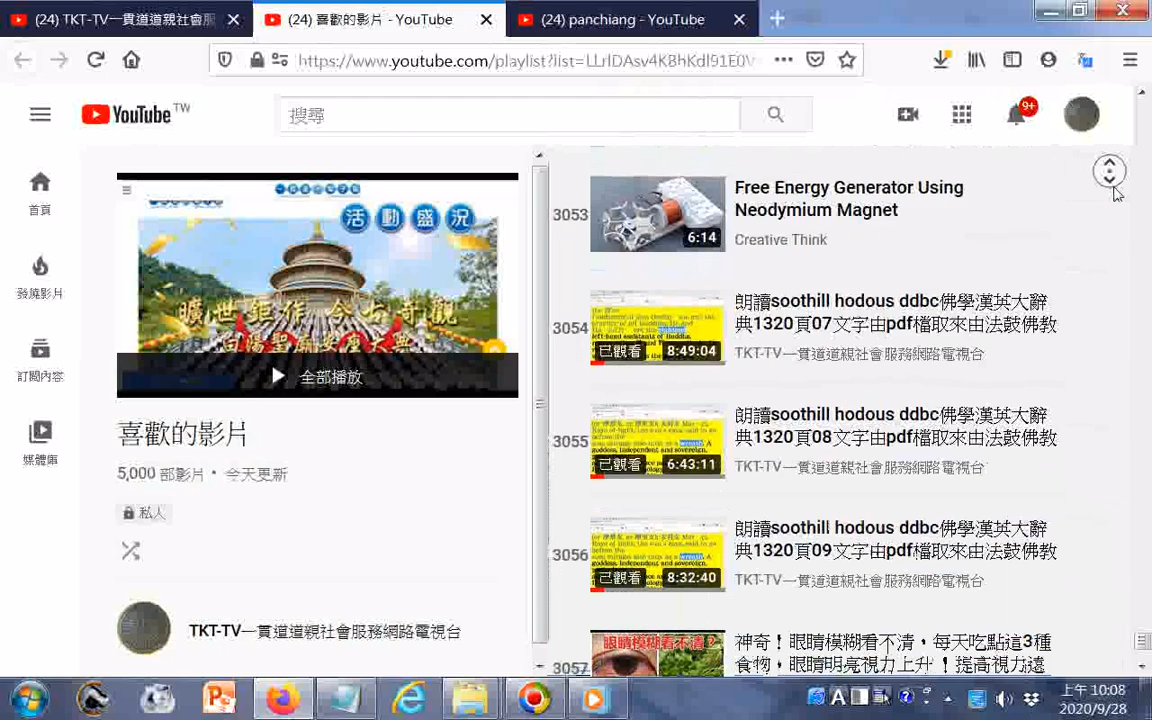 (24) TKT-TV一貫道道親社會服
(24) 喜歡的影片 - YouTube
(24) panchiang - YouTube
https://www.youtube.com/playlist?list=LLrlDAsv4KBhKdl91E0V
YouTube TW
搜尋
9+
首頁
發燒影片
訂閱內容
媒體庫
活動盛況
曠世鉅作 今古奇觀
全部播放
喜歡的影片
5,000 部影片・今天更新
私人
TKT-TV一貫道道親社會服務網路電視台
3053
6:14
Free Energy Generator Using
Neodymium Magnet
Creative Think
3054
已觀看
8:49:04
朗讀soothill hodous ddbc佛學漢英大辭
典1320頁07文字由pdf檔取來由法鼓佛教
TKT-TV一貫道道親社會服務網路電視台
3055
已觀看
6:43:11
朗讀soothill hodous ddbc佛學漢英大辭
典1320頁08文字由pdf檔取來由法鼓佛教
TKT-TV一貫道道親社會服務網路電視台
3056
已觀看
8:32:40
朗讀soothill hodous ddbc佛學漢英大辭
典1320頁09文字由pdf檔取來由法鼓佛教
TKT-TV一貫道道親社會服務網路電視台
3057
眼睛模糊看不清？
神奇！眼睛模糊看不清，每天吃點這3種
食物，眼睛明亮視力上升！提高視力遠
上午 10:08
2020/9/28